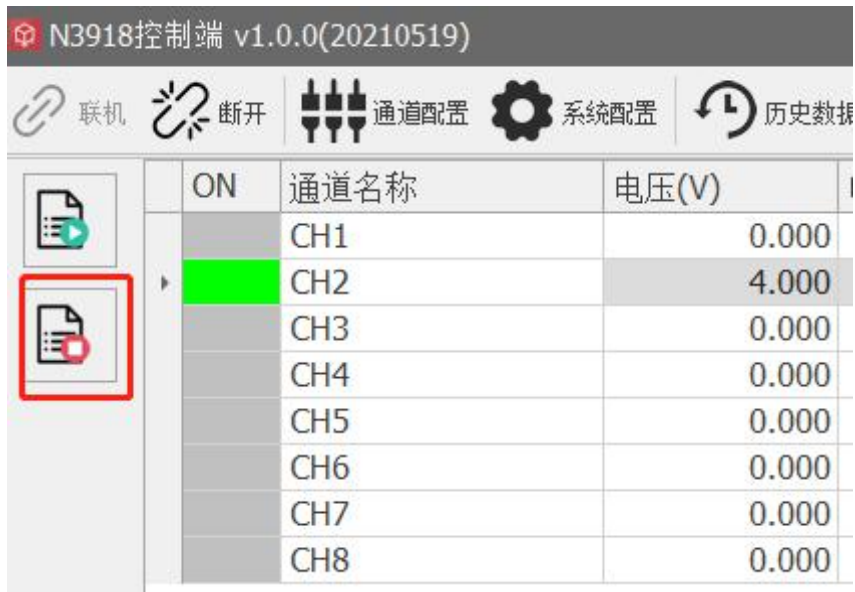 N3918控制端 v1.0.0(20210519)
联机 断开 通道配置 系统配置 历史数据
ON 通道名称 电压(V)
CH1 0.000
CH2 4.000
CH3 0.000
CH4 0.000
CH5 0.000
CH6 0.000
CH7 0.000
CH8 0.000